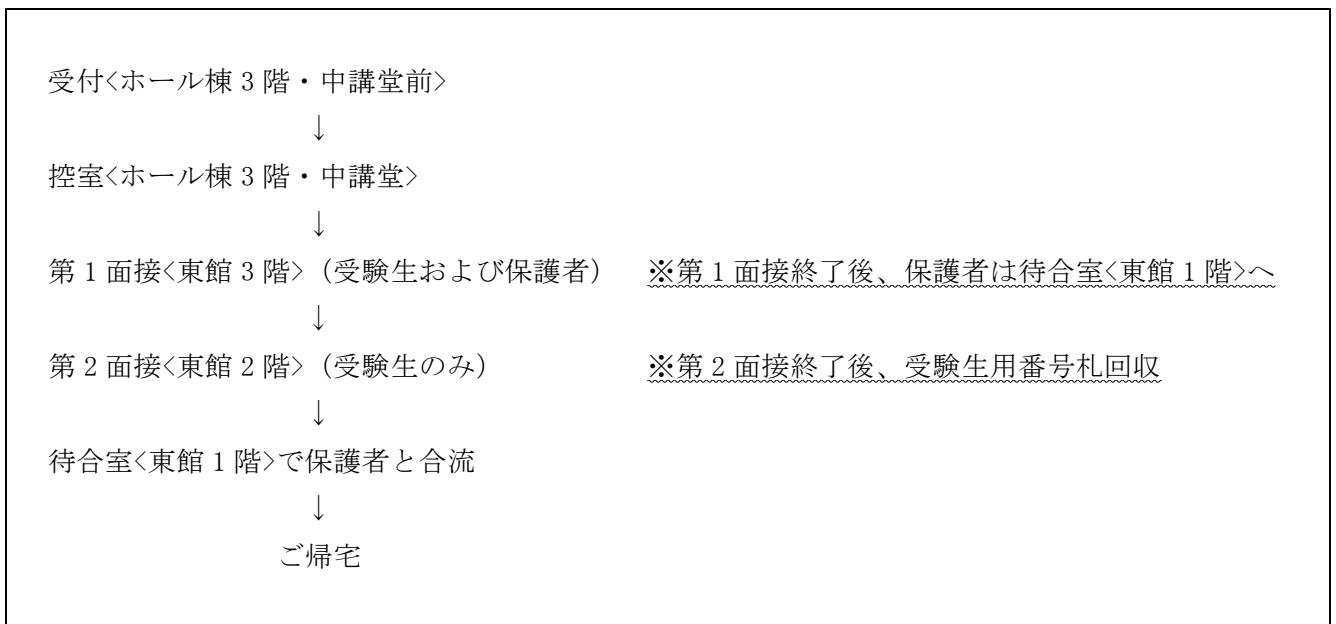 受付<ホール棟 3 階・中講堂前>
↓
控室<ホール棟 3 階・中講堂>
↓
第 1 面接<東館 3 階>（受験生および保護者）　※第 1 面接終了後、保護者は待合室<東館 1 階>へ
↓
第 2 面接<東館 2 階>（受験生のみ）　※第 2 面接終了後、受験生用番号札回収
↓
待合室<東館 1 階>で保護者と合流
↓
ご帰宅